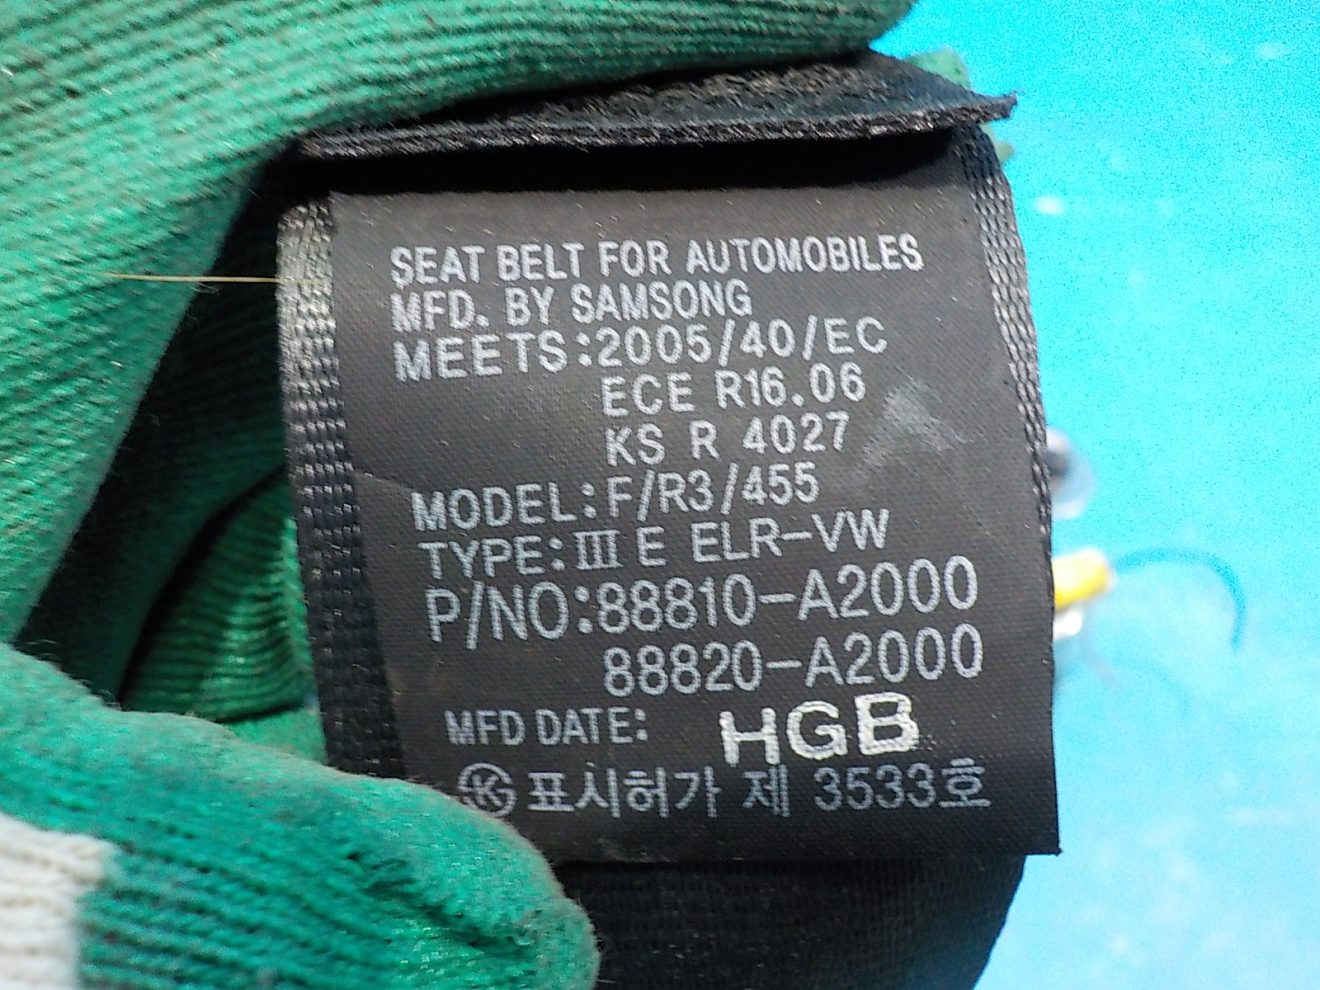 SEAT BELT FOR AUTOMOBILES
MFD. BY SAMSONG
MEETS:2005/40/EC
ECE R16.06
KS R 4027
MODEL:F/R3/455
TYPE:Ⅲ E ELR-VW
P/NO:88810-A2000
88820-A2000
MFD DATE: HGB
㉿ 표시허가 제 3533호